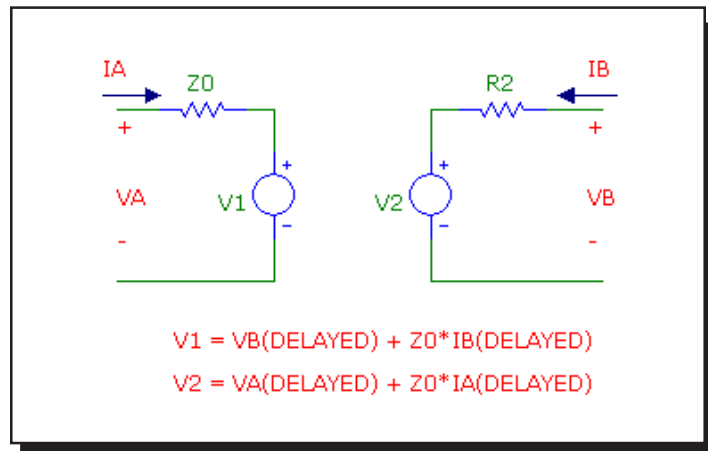 IA
Z0
R2
IB
+
+
+
+
VA
V1
V2
VB
-
-
-
-
V1 = VB(DELAYED) + Z0*IB(DELAYED)
V2 = VA(DELAYED) + Z0*IA(DELAYED)